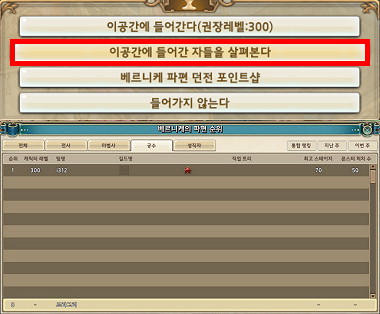 이공간에 들어간다(권장레벨:300)
이공간에 들어간 자들을 살펴본다
베르니케 파편 던전 포인트샵
들어가지 않는다
베르니케의 파편 순위
전체 전사 마법사 궁수 성직자 통합 랭킹 지난 주 이번 주
순위 캐릭터 레벨 팀명 길드명 직업 트리 최고 스테이지 몬스터 처치 수
1 300 i312 70 50